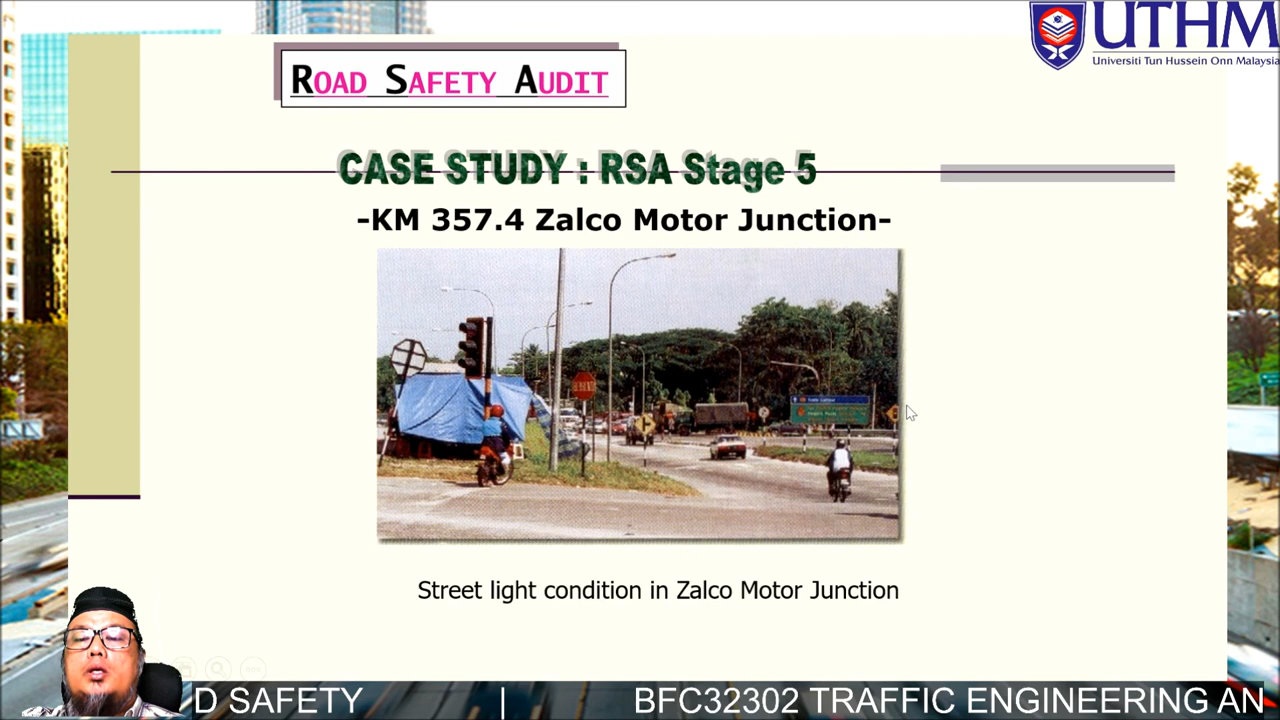 UTHM
Universiti Tun Hussein Onn Malaysia
ROAD SAFETY AUDIT
CASE STUDY : RSA Stage 5
-KM 357.4 Zalco Motor Junction-
Street light condition in Zalco Motor Junction
D SAFETY | BFC32302 TRAFFIC ENGINEERING AN